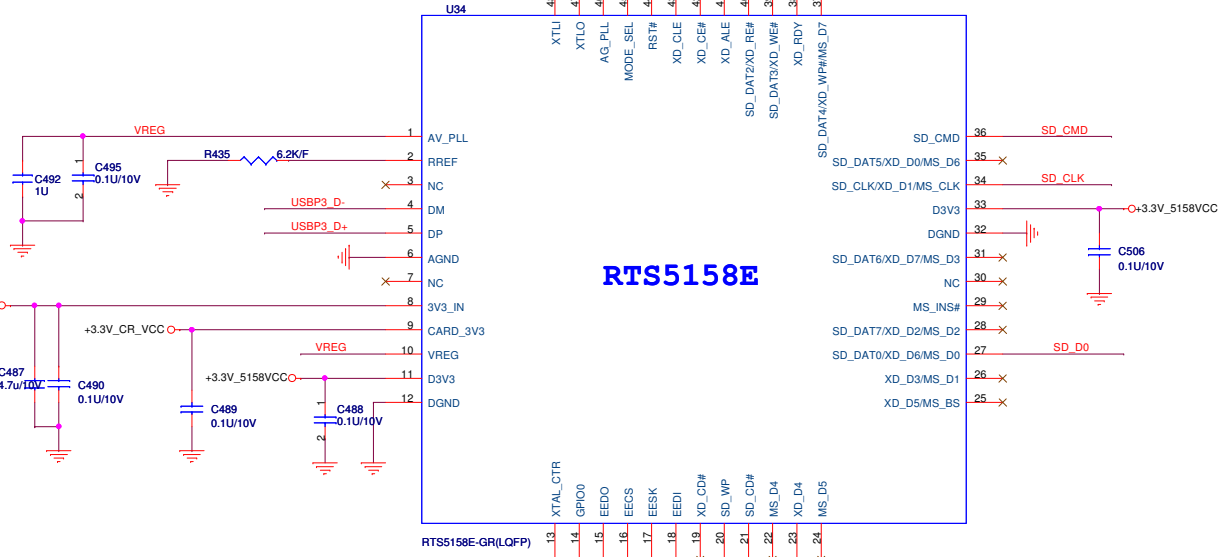 U34
XTLI
XTLO
AG_PLL
MODE_SEL
RST#
XD_CLE
XD_CE#
XD_ALE
SD_DAT2/XD_RE#
SD_DAT3/XD_WE#
XD_RDY
SD_DAT4/XD_WP#/MS_D7
VREG 1 AV_PLL
R435 6.2K/F 2 RREF
3 NC
USBP3_D- 4 DM
USBP3_D+ 5 DP
6 AGND
7 NC
8 3V3_IN
+3.3V_CR_VCC 9 CARD_3V3
VREG 10 VREG
+3.3V_5158VCC 11 D3V3
12 DGND
C492
1U
1
C495
0.1U/10V
2
C487
4.7u/10V
C490
0.1U/10V
C489
0.1U/10V
1
C488
0.1U/10V
2
RTS5158E
SD_CMD 36 SD_CMD
SD_DAT5/XD_D0/MS_D6 35
SD_CLK/XD_D1/MS_CLK 34 SD_CLK
D3V3 33 +3.3V_5158VCC
DGND 32
SD_DAT6/XD_D7/MS_D3 31
NC 30
MS_INS# 29
SD_DAT7/XD_D2/MS_D2 28
SD_DAT0/XD_D6/MS_D0 27 SD_D0
XD_D3/MS_D1 26
XD_D5/MS_BS 25
C506
0.1U/10V
XTAL_CTR 13
GPIO0 14
EEDO 15
EECS 16
EESK 17
EEDI 18
XD_CD# 19
SD_WP 20
SD_CD# 21
MS_D4 22
XD_D4 23
MS_D5 24
RTS5158E-GR(LQFP)